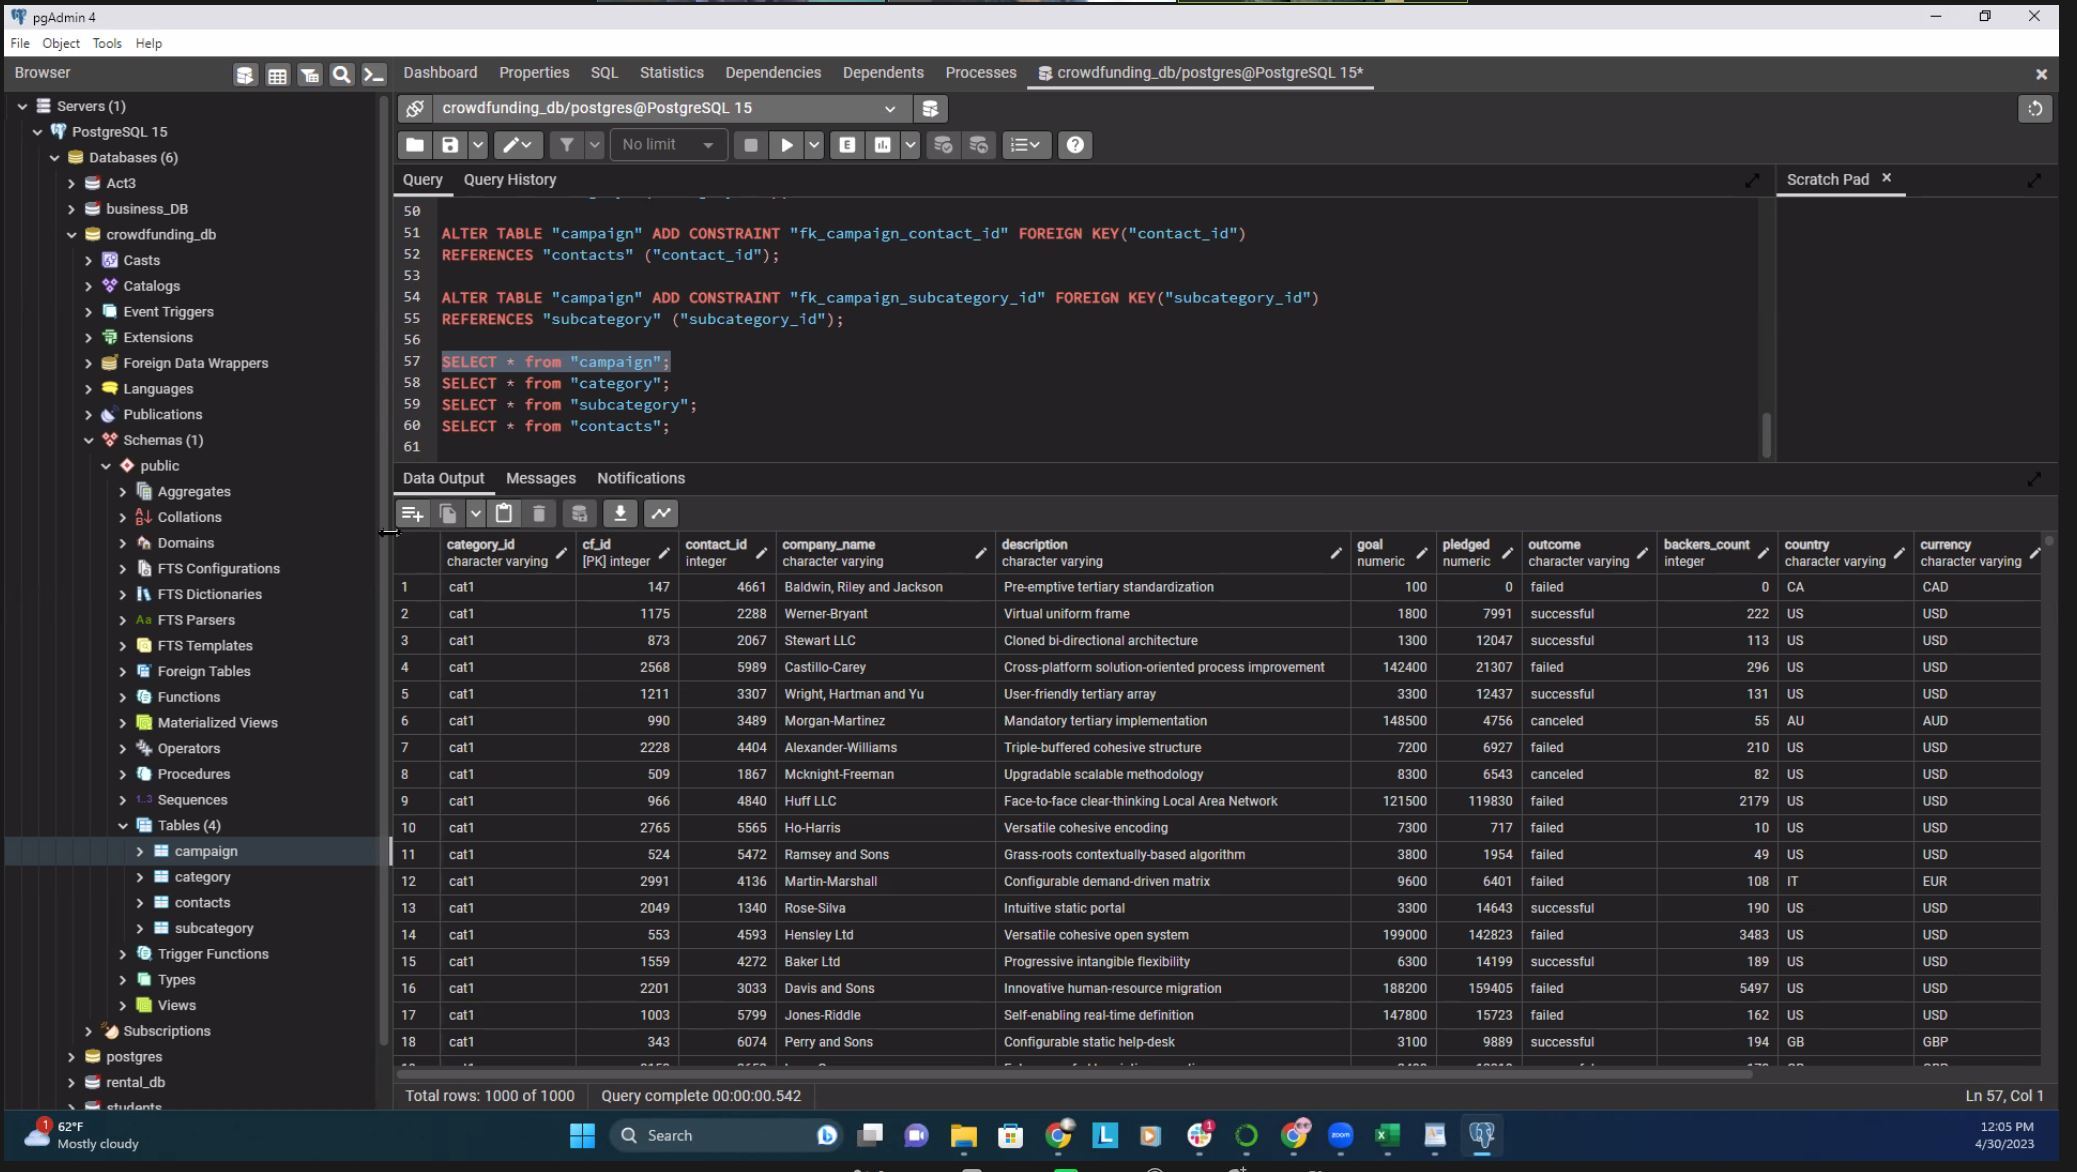 pgAdmin 4
File Object Tools Help
Browser
Dashboard Properties SQL Statistics Dependencies Dependents Processes crowdfunding_db/postgres@PostgreSQL 15*
Servers (1)
PostgreSQL 15
Databases (6)
Act3
business_DB
crowdfunding_db
Casts
Catalogs
Event Triggers
Extensions
Foreign Data Wrappers
Languages
Publications
Schemas (1)
public
Aggregates
Collations
Domains
FTS Configurations
FTS Dictionaries
Aa FTS Parsers
FTS Templates
Foreign Tables
Functions
Materialized Views
Operators
Procedures
1..3 Sequences
Tables (4)
campaign
category
contacts
subcategory
Trigger Functions
Types
Views
Subscriptions
postgres
rental_db
students
crowdfunding_db/postgres@PostgreSQL 15
No limit
E
Query Query History
Scratch Pad
50
51 ALTER TABLE "campaign" ADD CONSTRAINT "fk_campaign_contact_id" FOREIGN KEY("contact_id")
52 REFERENCES "contacts" ("contact_id");
53
54 ALTER TABLE "campaign" ADD CONSTRAINT "fk_campaign_subcategory_id" FOREIGN KEY("subcategory_id")
55 REFERENCES "subcategory" ("subcategory_id");
56
57 SELECT * from "campaign";
58 SELECT * from "category";
59 SELECT * from "subcategory";
60 SELECT * from "contacts";
61
Data Output Messages Notifications
category_id cf_id contact_id company_name description goal pledged outcome backers_count country currency
character varying [PK] integer integer character varying character varying numeric numeric character varying integer character varying character varying
1 cat1 147 4661 Baldwin, Riley and Jackson Pre-emptive tertiary standardization 100 0 failed 0 CA CAD
2 cat1 1175 2288 Werner-Bryant Virtual uniform frame 1800 7991 successful 222 US USD
3 cat1 873 2067 Stewart LLC Cloned bi-directional architecture 1300 12047 successful 113 US USD
4 cat1 2568 5989 Castillo-Carey Cross-platform solution-oriented process improvement 142400 21307 failed 296 US USD
5 cat1 1211 3307 Wright, Hartman and Yu User-friendly tertiary array 3300 12437 successful 131 US USD
6 cat1 990 3489 Morgan-Martinez Mandatory tertiary implementation 148500 4756 canceled 55 AU AUD
7 cat1 2228 4404 Alexander-Williams Triple-buffered cohesive structure 7200 6927 failed 210 US USD
8 cat1 509 1867 Mcknight-Freeman Upgradable scalable methodology 8300 6543 canceled 82 US USD
9 cat1 966 4840 Huff LLC Face-to-face clear-thinking Local Area Network 121500 119830 failed 2179 US USD
10 cat1 2765 5565 Ho-Harris Versatile cohesive encoding 7300 717 failed 10 US USD
11 cat1 524 5472 Ramsey and Sons Grass-roots contextually-based algorithm 3800 1954 failed 49 US USD
12 cat1 2991 4136 Martin-Marshall Configurable demand-driven matrix 9600 6401 failed 108 IT EUR
13 cat1 2049 1340 Rose-Silva Intuitive static portal 3300 14643 successful 190 US USD
14 cat1 553 4593 Hensley Ltd Versatile cohesive open system 199000 142823 failed 3483 US USD
15 cat1 1559 4272 Baker Ltd Progressive intangible flexibility 6300 14199 successful 189 US USD
16 cat1 2201 3033 Davis and Sons Innovative human-resource migration 188200 159405 failed 5497 US USD
17 cat1 1003 5799 Jones-Riddle Self-enabling real-time definition 147800 15723 failed 162 US USD
18 cat1 343 6074 Perry and Sons Configurable static help-desk 3100 9889 successful 194 GB GBP
Total rows: 1000 of 1000 Query complete 00:00:00.542 Ln 57, Col 1
1 62°F
Mostly cloudy
Search
L
1
zoom
12:05 PM
4/30/2023